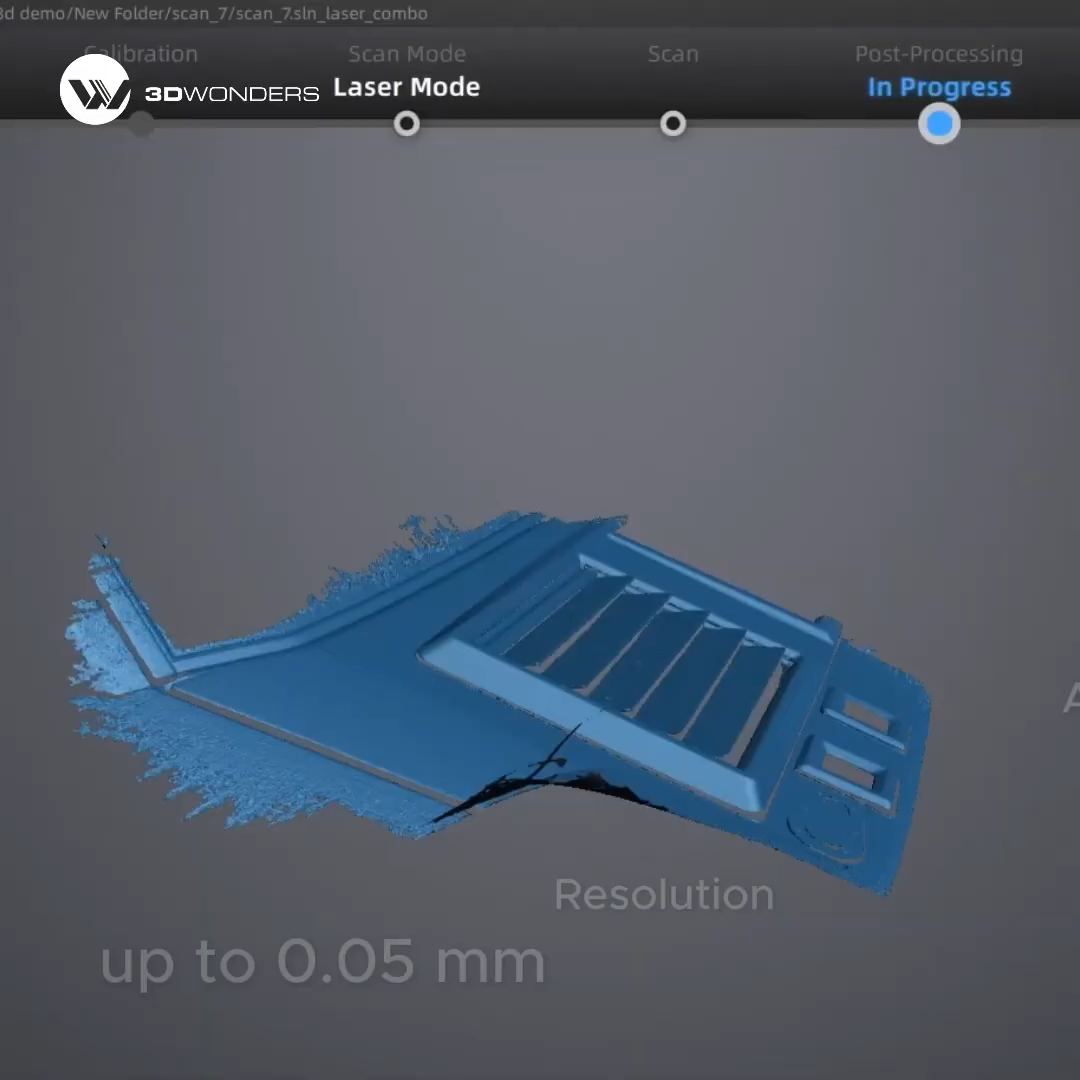 3d demo/New Folder/scan_7/scan_7.sln_laser_combo
Calibration
Scan Mode
Scan
Post-Processing
3DWONDERS
Laser Mode
In Progress
Resolution
up to 0.05 mm
A